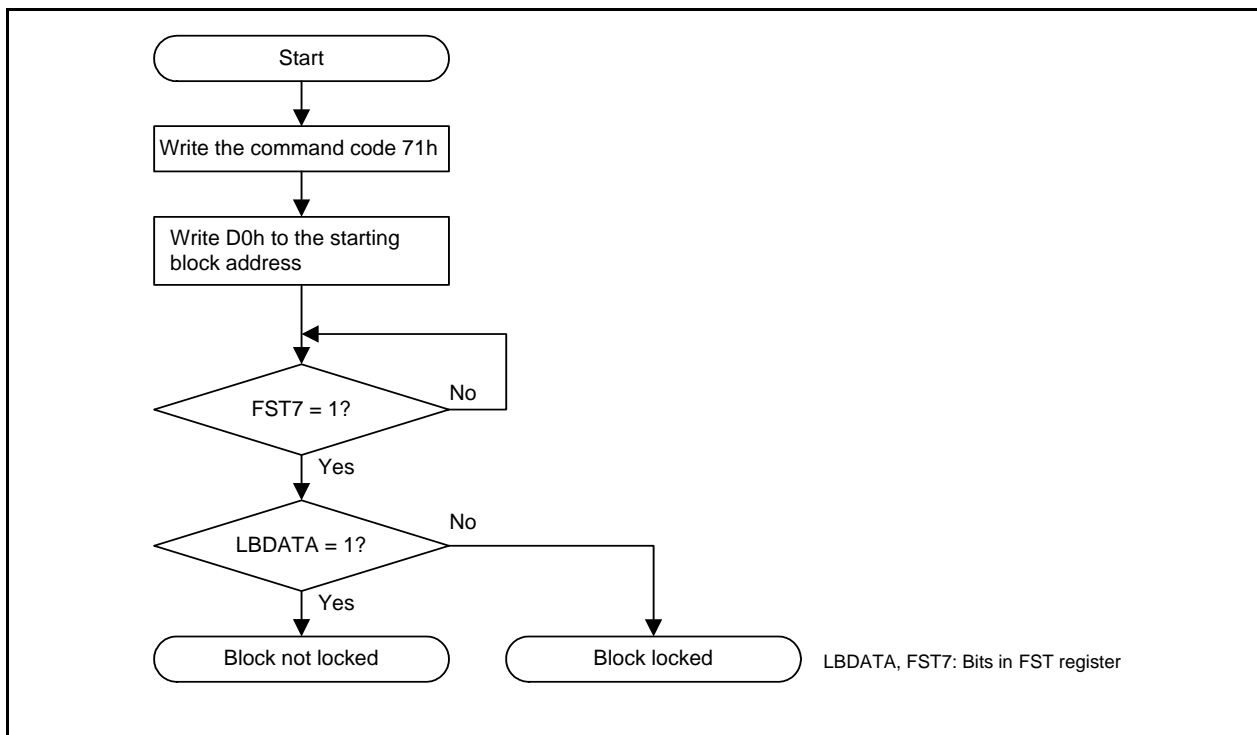 Start
Write the command code 71h
Write D0h to the starting
block address
FST7 = 1?
No
Yes
LBDATA = 1?
No
Yes
Block not locked
Block locked
LBDATA, FST7: Bits in FST register